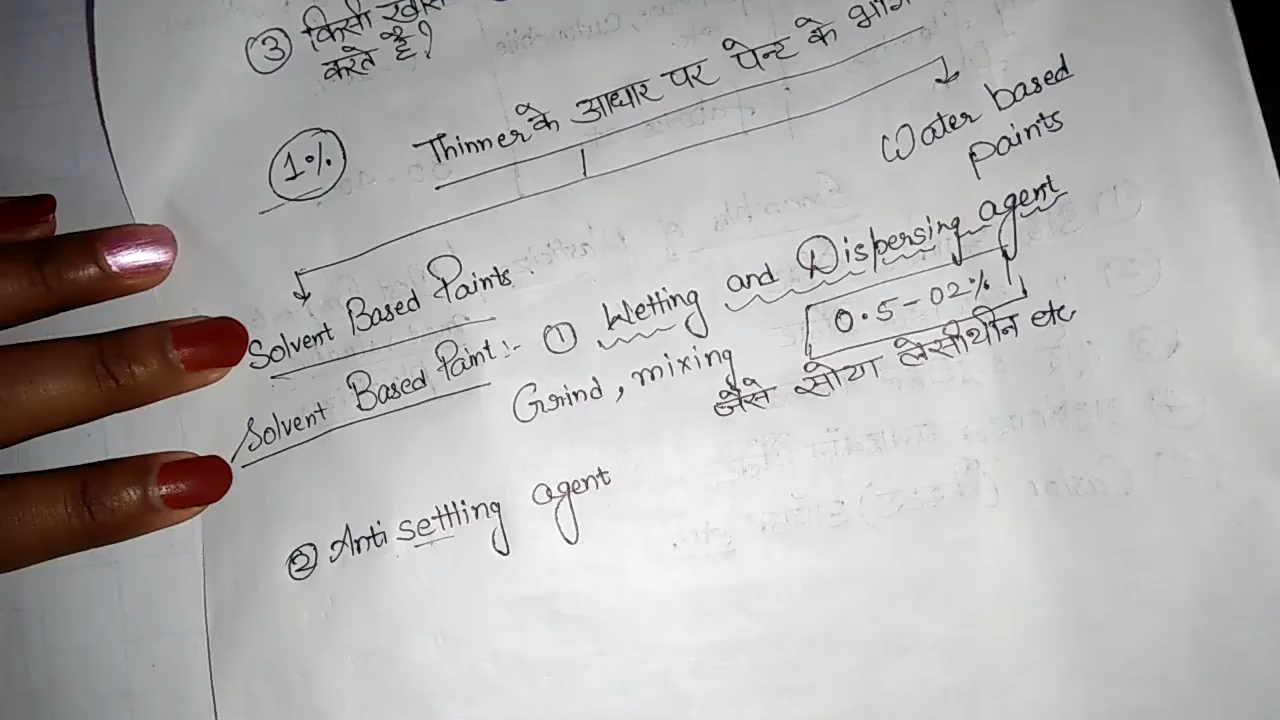 ③ किसी खास
करते है?
1% Thinner के आधार पर पेन्ट के भाग
Water based
paints
Solvent Based Paints.
Solvent Based Paint:- ① Wetting and Dispersing agent
0.5-02%
Grind, mixing
जैसे सोया लेसीथीन etc
② Anti settling agent